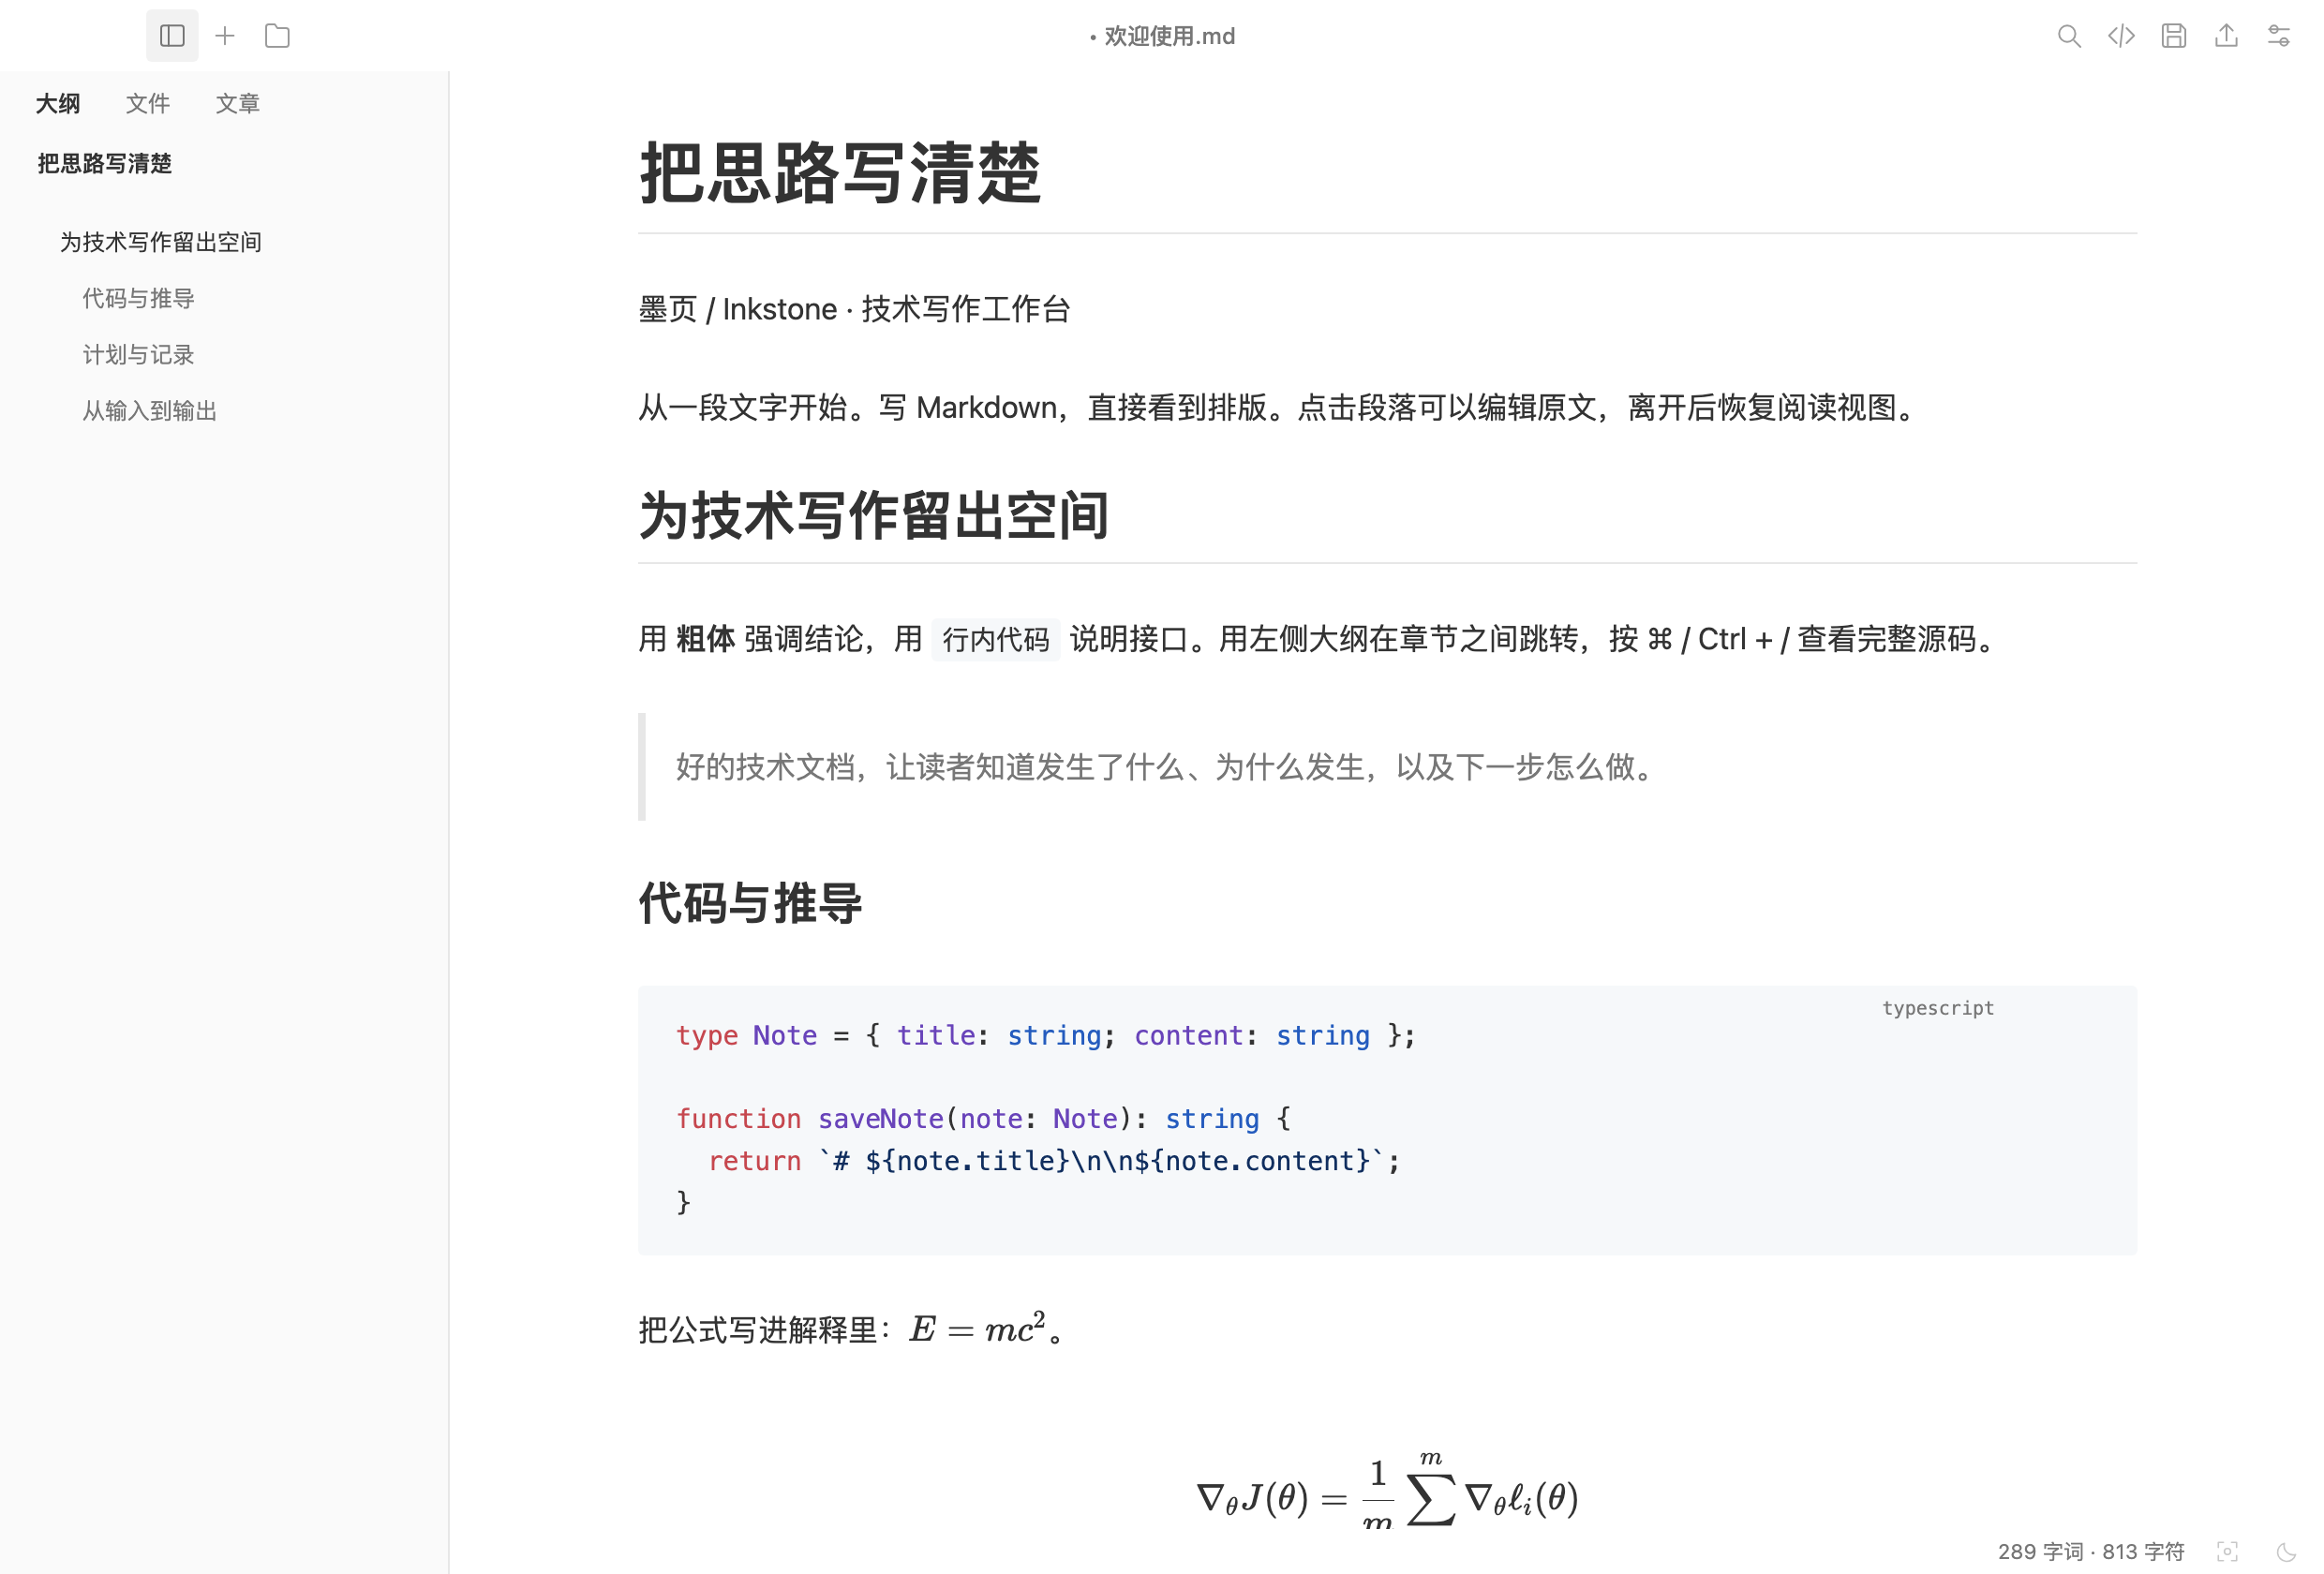 • 欢迎使用.md
大纲 文件 文章
把思路写清楚
为技术写作留出空间
代码与推导
计划与记录
从输入到输出
把思路写清楚
墨页 / Inkstone · 技术写作工作台
从一段文字开始。写 Markdown，直接看到排版。点击段落可以编辑原文，离开后恢复阅读视图。
为技术写作留出空间
用 粗体 强调结论，用 行内代码 说明接口。用左侧大纲在章节之间跳转，按 ⌘ / Ctrl + / 查看完整源码。
好的技术文档，让读者知道发生了什么、为什么发生，以及下一步怎么做。
代码与推导
typescript
type Note = { title: string; content: string };
function saveNote(note: Note): string {
  return `# ${note.title}\n\n${note.content}`;
}
把公式写进解释里：E = mc²。
∇θJ(θ) = 1/m ∑ᵐ ∇θℓi(θ)
289 字词 · 813 字符